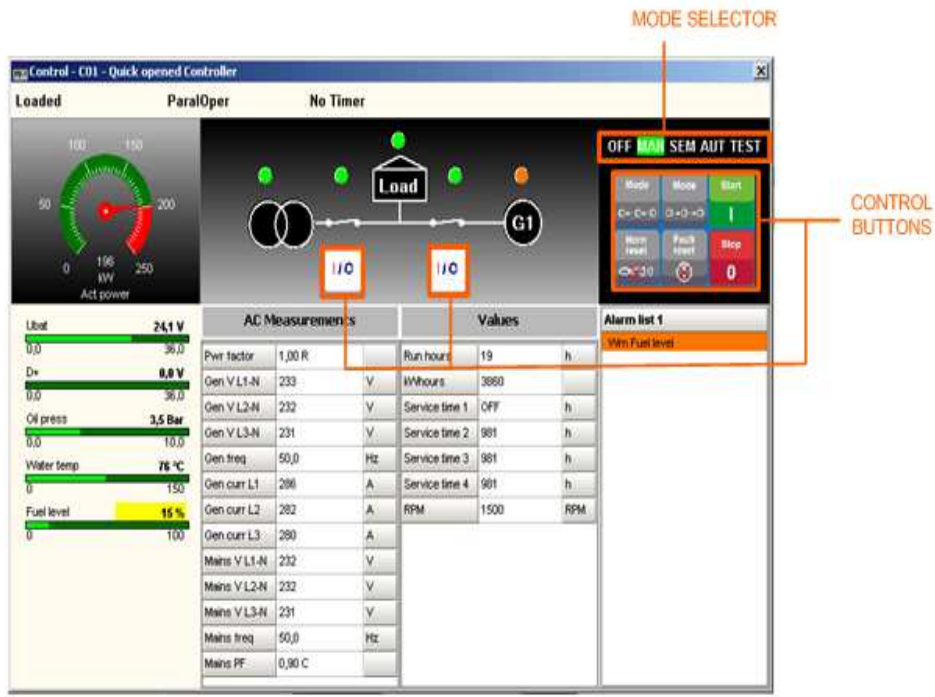 MODE SELECTOR
Control - C01 - Quick opened Controller
Loaded ParalOper No Timer
100 150
50 200
0 250
196
kW
Act power
Load
G1
I/O I/O
OFF MAN SEM AUT TEST
Mode Mode Start
I
Horn reset Fault reset Stop
0
CONTROL
BUTTONS
Ubat 24,1 V
0,0 36,0
D+ 0,0 V
0,0 36,0
Oil press 3,5 Bar
0,0 10,0
Water temp 76 °C
0 150
Fuel level 15 %
0 100
AC Measurements
Pwr factor 1,00 R
Gen V L1-N 233 V
Gen V L2-N 232 V
Gen V L3-N 231 V
Gen freq 50,0 Hz
Gen curr L1 286 A
Gen curr L2 282 A
Gen curr L3 280 A
Mains V L1-N 232 V
Mains V L2-N 232 V
Mains V L3-N 231 V
Mains freq 50,0 Hz
Mains PF 0,90 C
Values
Run hours 19 h
kWhours 3860
Service time 1 OFF h
Service time 2 981 h
Service time 3 981 h
Service time 4 981 h
RPM 1500 RPM
Alarm list 1
Wrn Fuel level